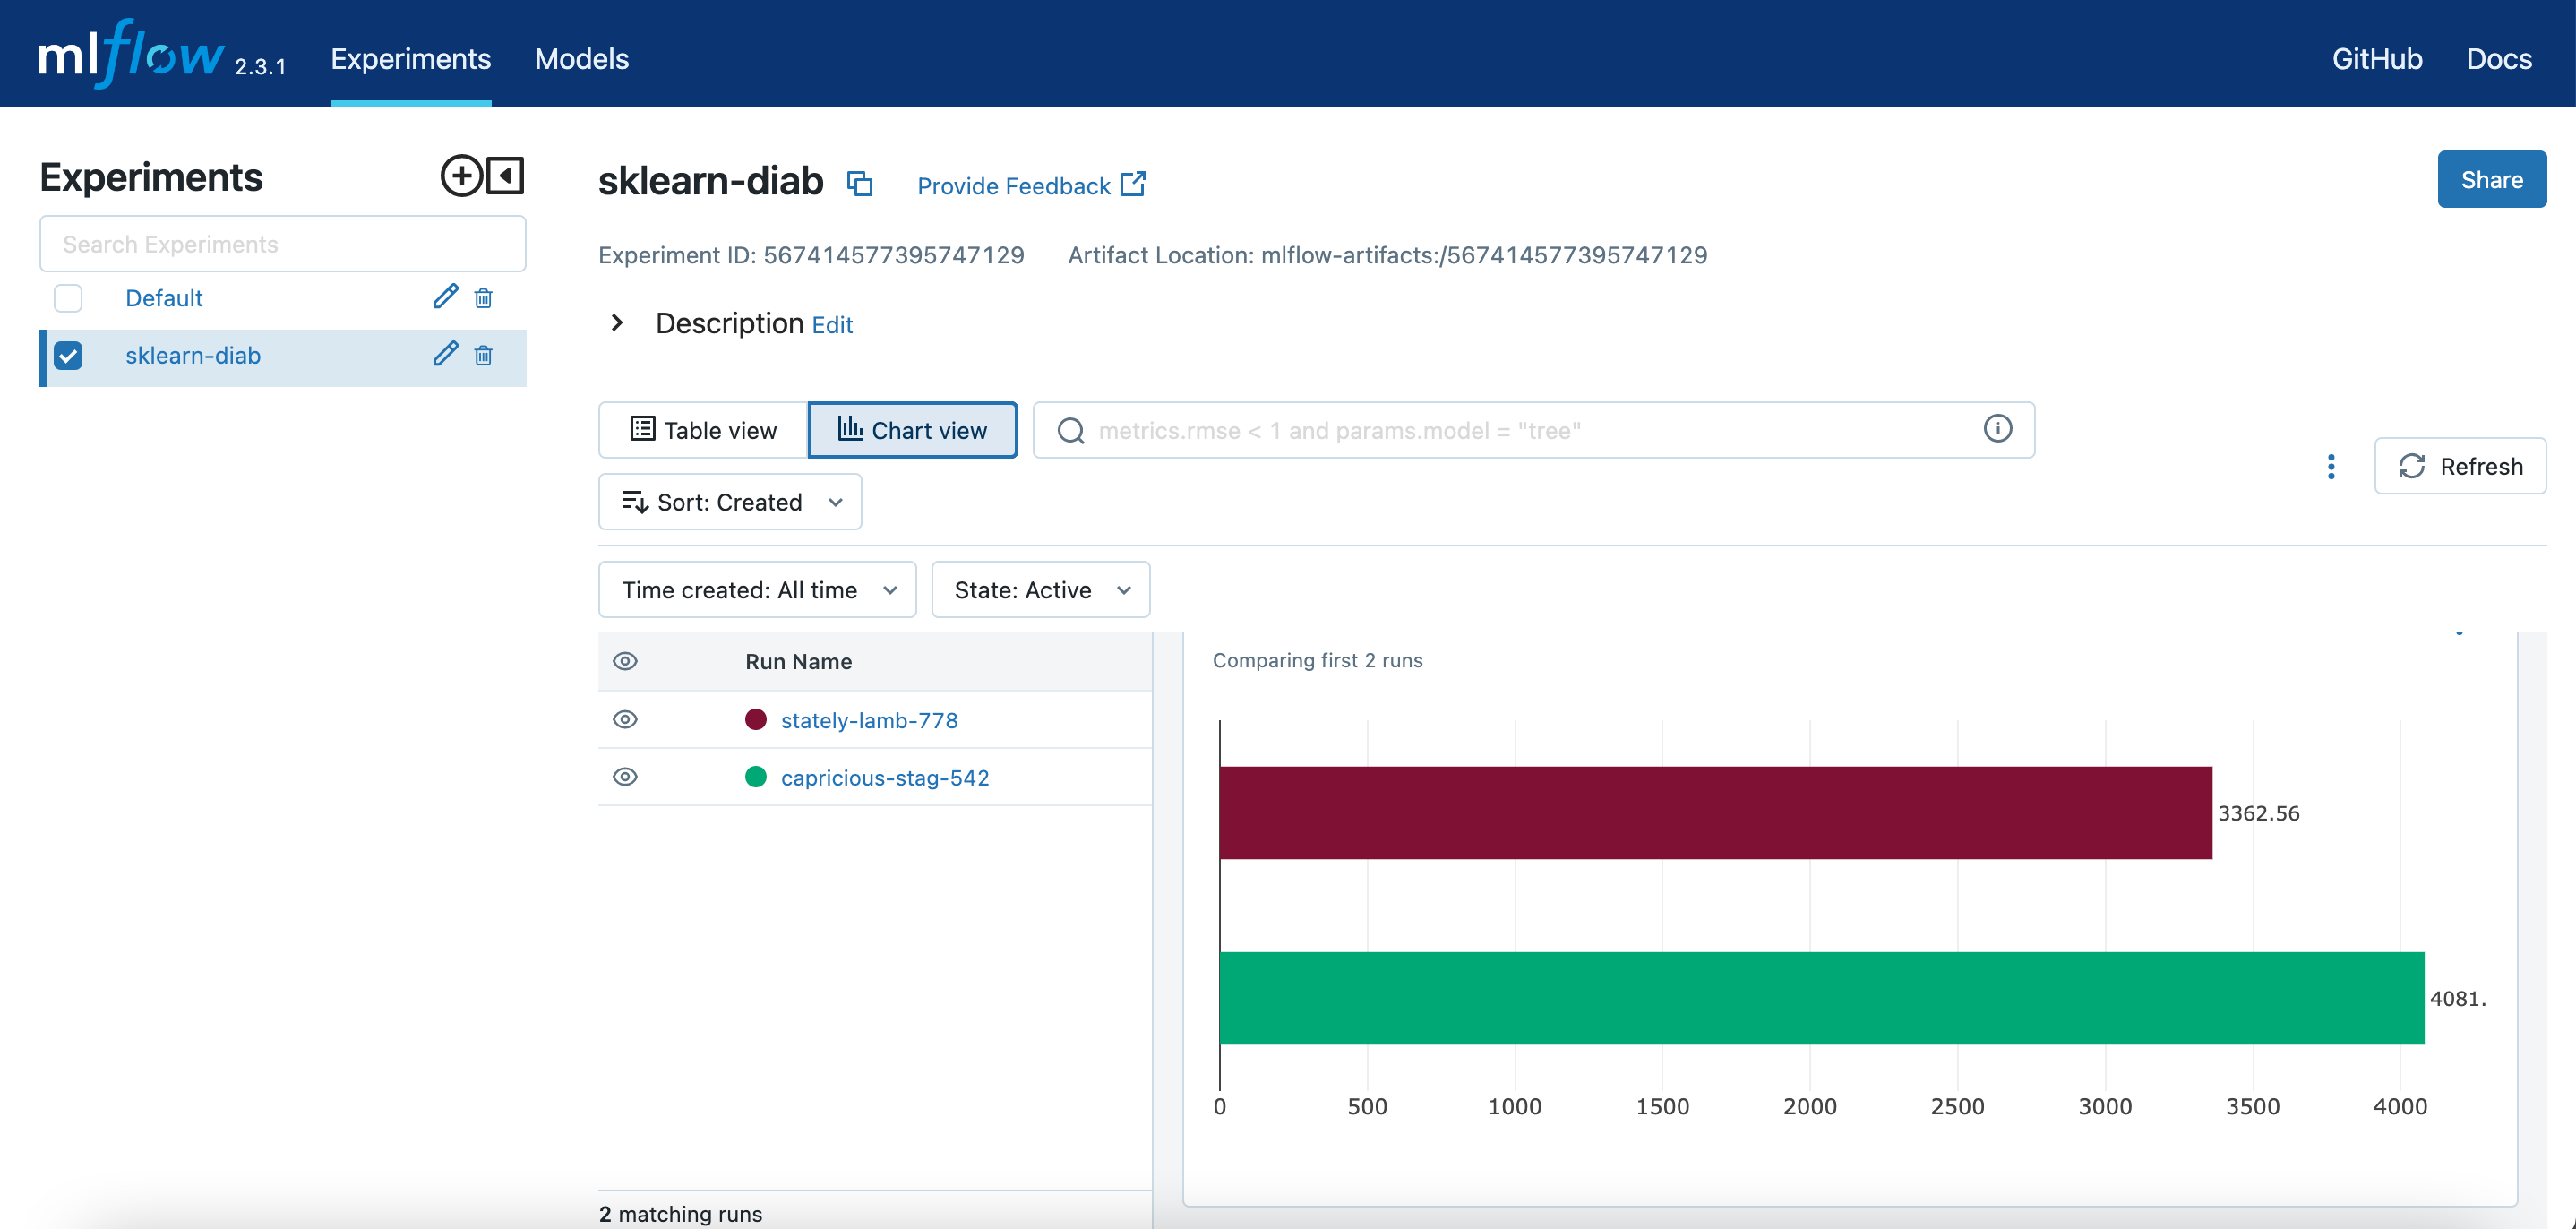 mlflow 2.3.1 Experiments Models GitHub Docs
Experiments
Search Experiments
Default
sklearn-diab
sklearn-diab Provide Feedback Share
Experiment ID: 567414577395747129 Artifact Location: mlflow-artifacts:/567414577395747129
Description Edit
Table view Chart view metrics.rmse < 1 and params.model = "tree"
Refresh
Sort: Created
Time created: All time State: Active
Run Name
stately-lamb-778
capricious-stag-542
2 matching runs
Comparing first 2 runs
3362.56
4081.
0 500 1000 1500 2000 2500 3000 3500 4000